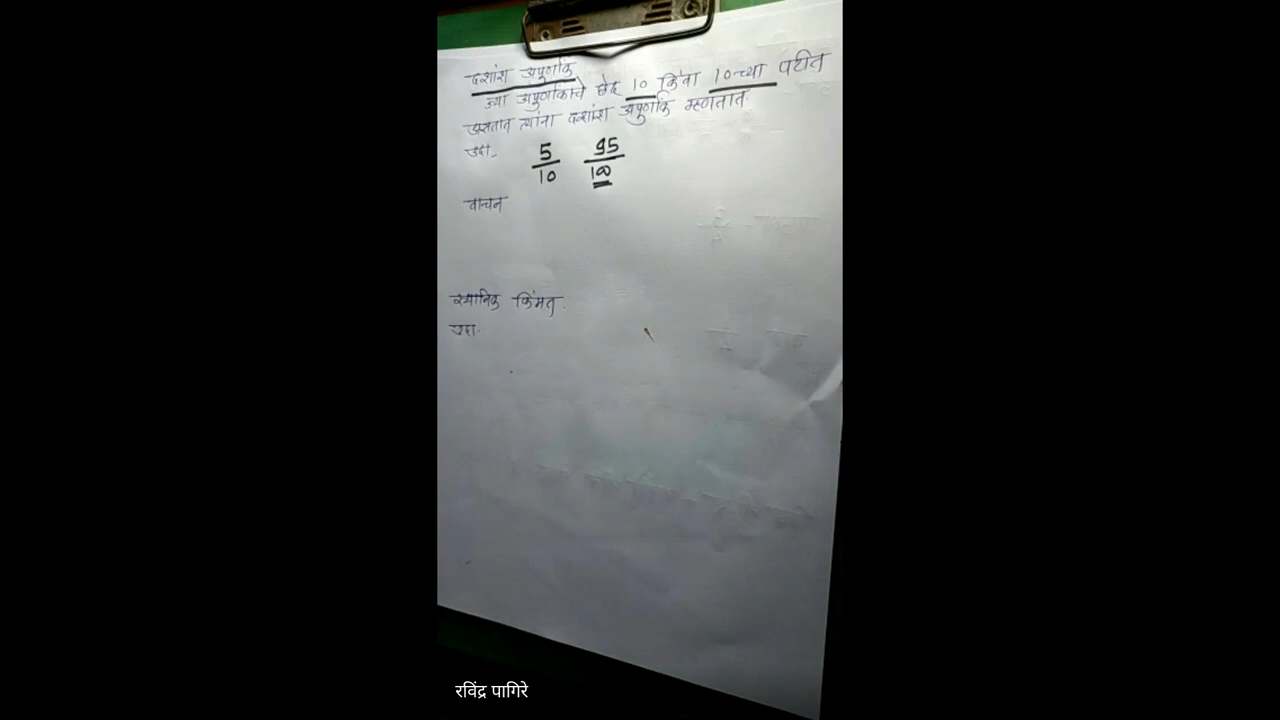 दशांश अपूर्णांक
ज्या अपूर्णांकाचे छेद 10 किंवा 10च्या पटीत
असतात त्यांना दशांश अपूर्णांक म्हणतात.
उदा. 5/10 95/100
वाचन
स्थानिक किंमत.
उदा.
रविंद्र पागिरे